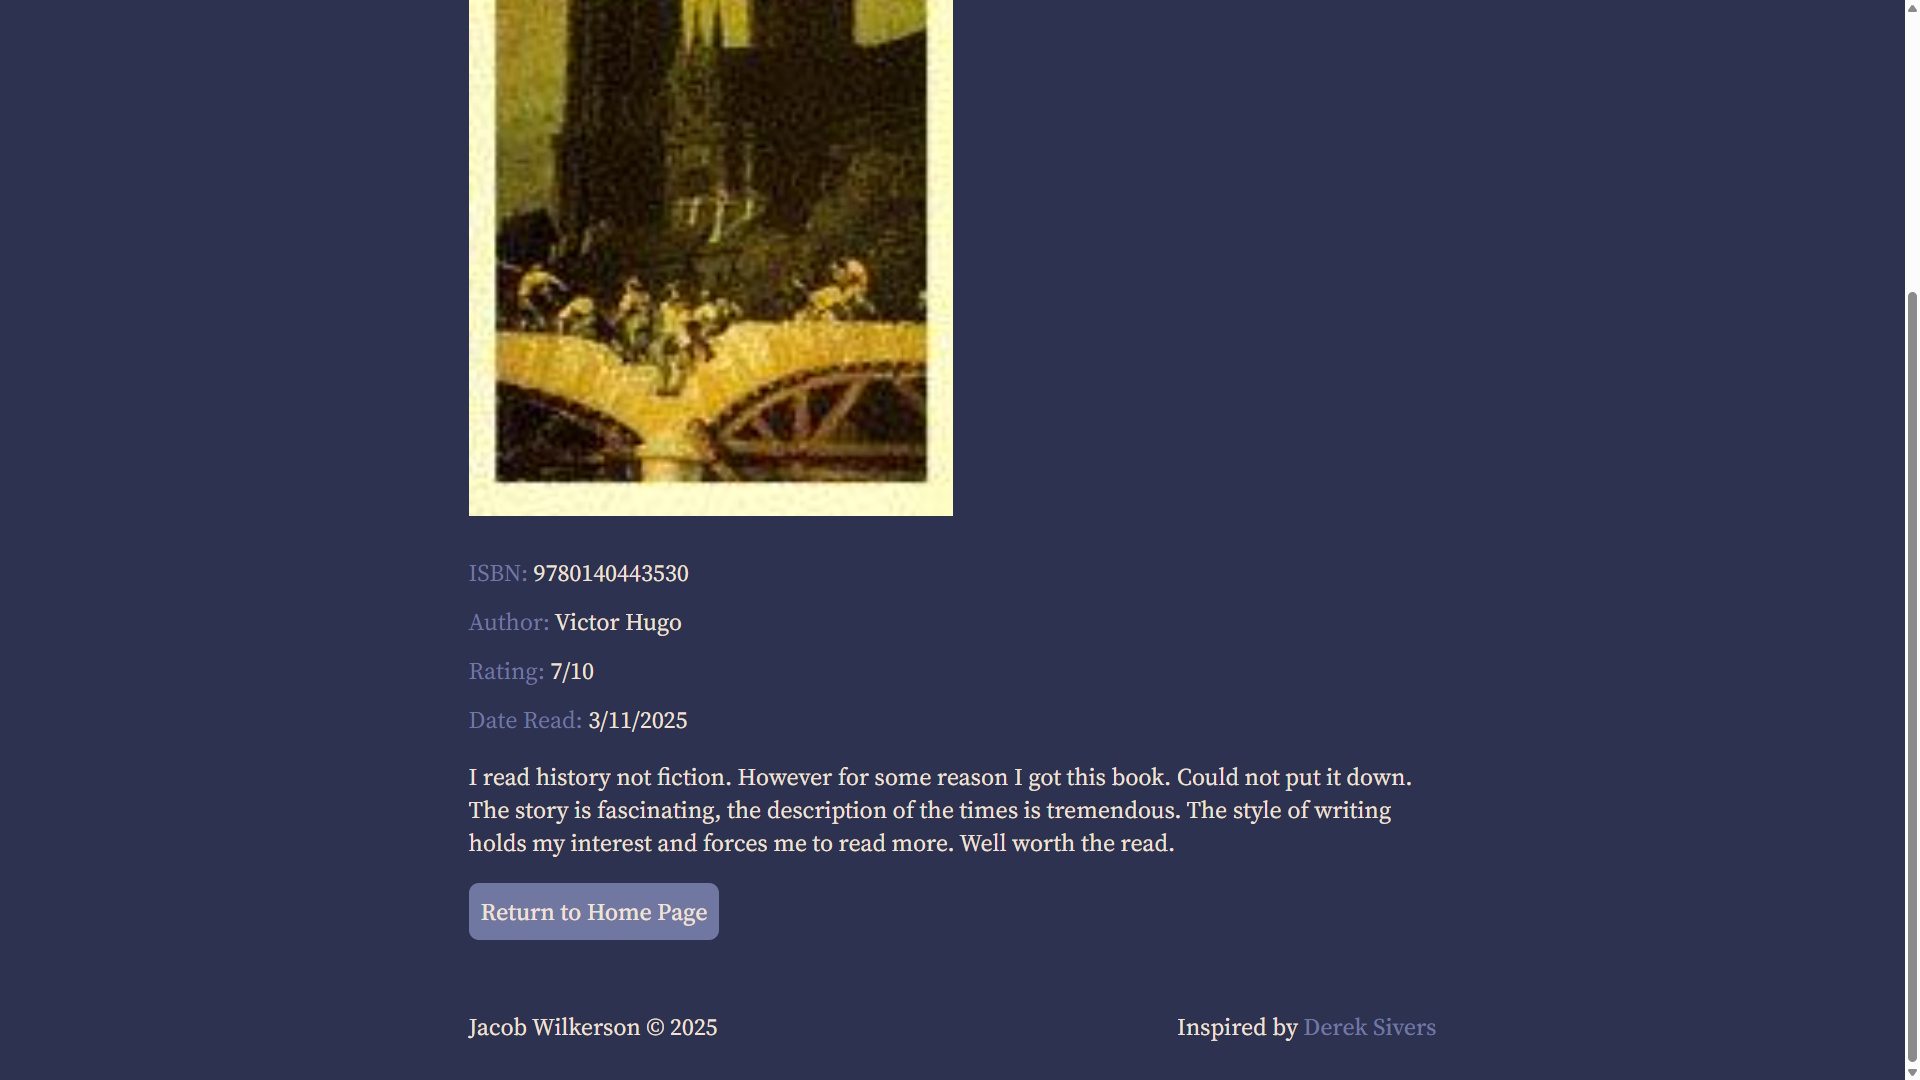 ISBN: 9780140443530
Author: Victor Hugo
Rating: 7/10
Date Read: 3/11/2025
I read history not fiction. However for some reason I got this book. Could not put it down.
The story is fascinating, the description of the times is tremendous. The style of writing
holds my interest and forces me to read more. Well worth the read.
Return to Home Page
Jacob Wilkerson © 2025
Inspired by Derek Sivers